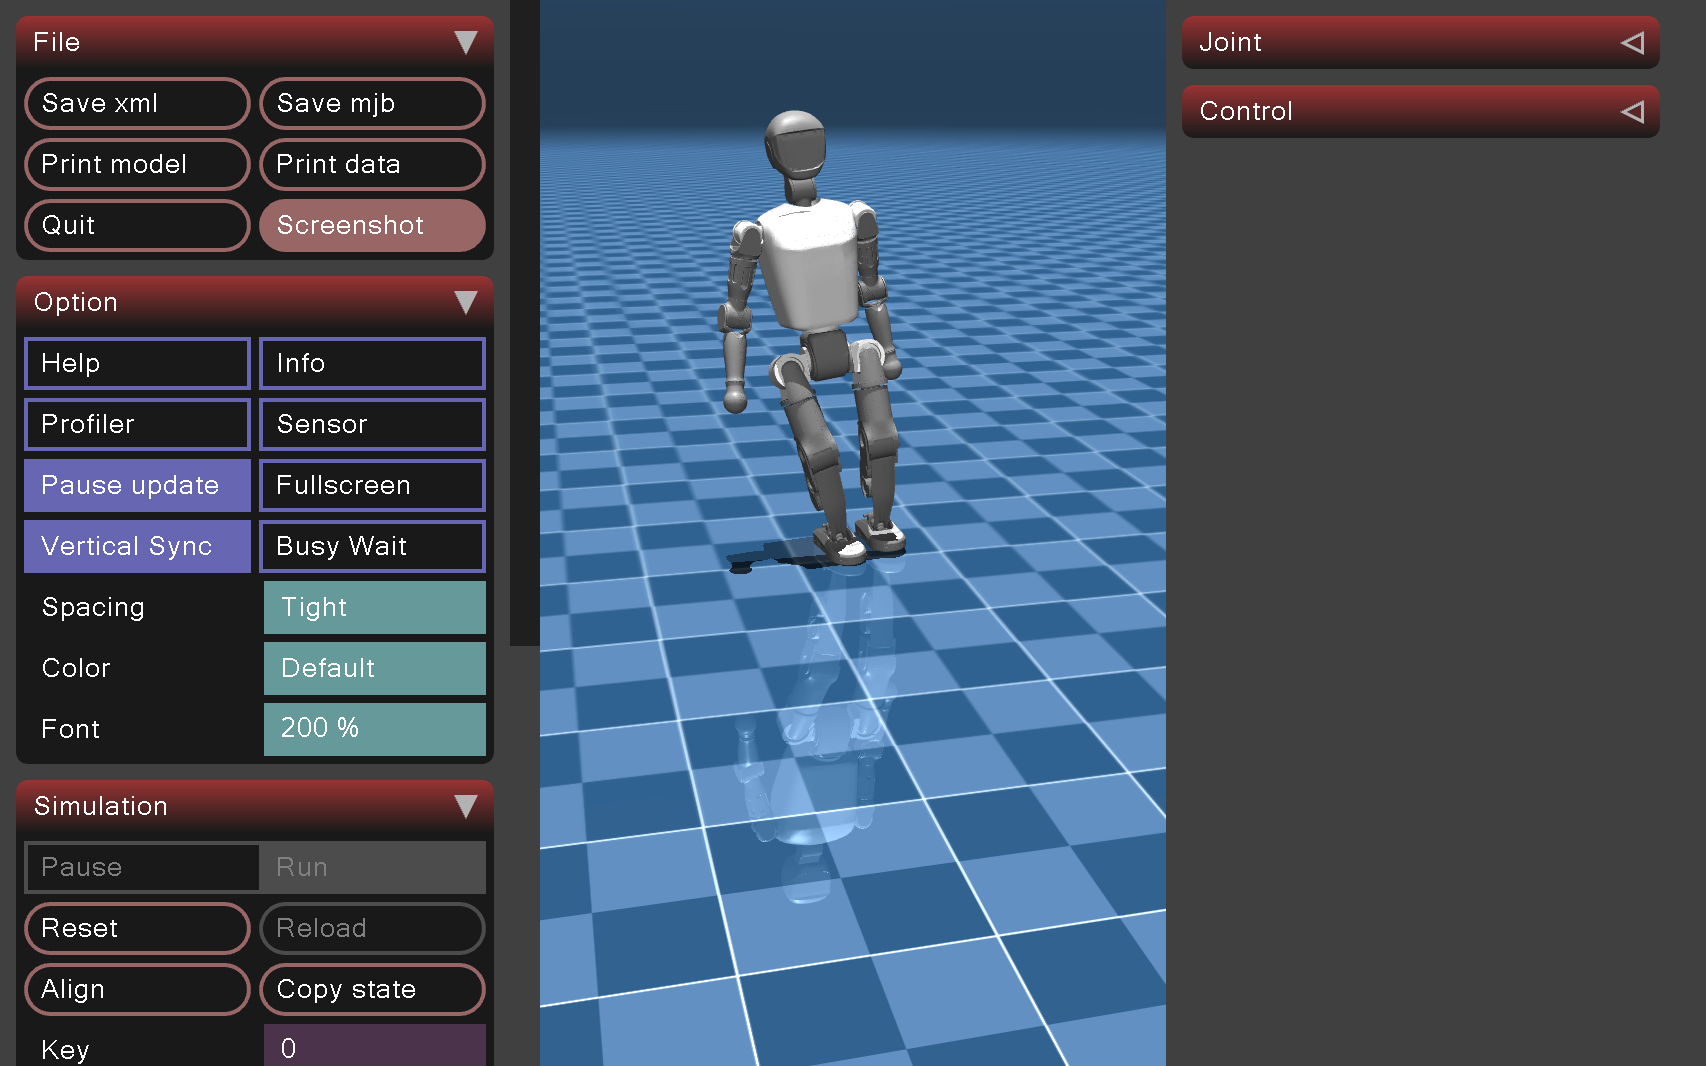 File
Save xml Save mjb
Print model Print data
Quit Screenshot
Option
Help Info
Profiler Sensor
Pause update Fullscreen
Vertical Sync Busy Wait
Spacing Tight
Color Default
Font 200 %
Simulation
Pause Run
Reset Reload
Align Copy state
Key 0
Joint
Control